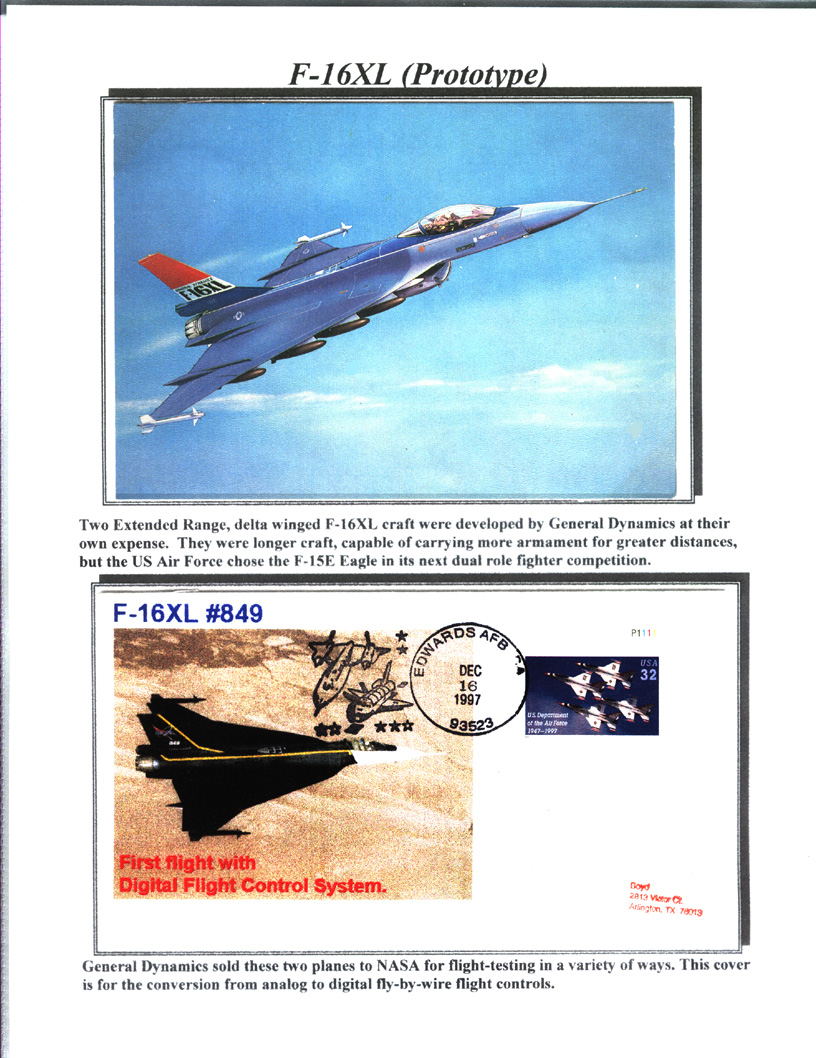 F-16XL (Prototype)
F16XL
Two Extended Range, delta winged F-16XL craft were developed by General Dynamics at their
own expense. They were longer craft, capable of carrying more armament for greater distances,
but the US Air Force chose the F-15E Eagle in its next dual role fighter competition.
F-16XL #849
P1111
EDWARDS AFB CA
DEC
16
1997
93523
USA
32
U.S. Department
of the Air Force
1947-1997
849
First flight with
Digital Flight Control System.
Boyd
2813 Viator Ct.
Arlington, TX 76013
General Dynamics sold these two planes to NASA for flight-testing in a variety of ways. This cover
is for the conversion from analog to digital fly-by-wire flight controls.